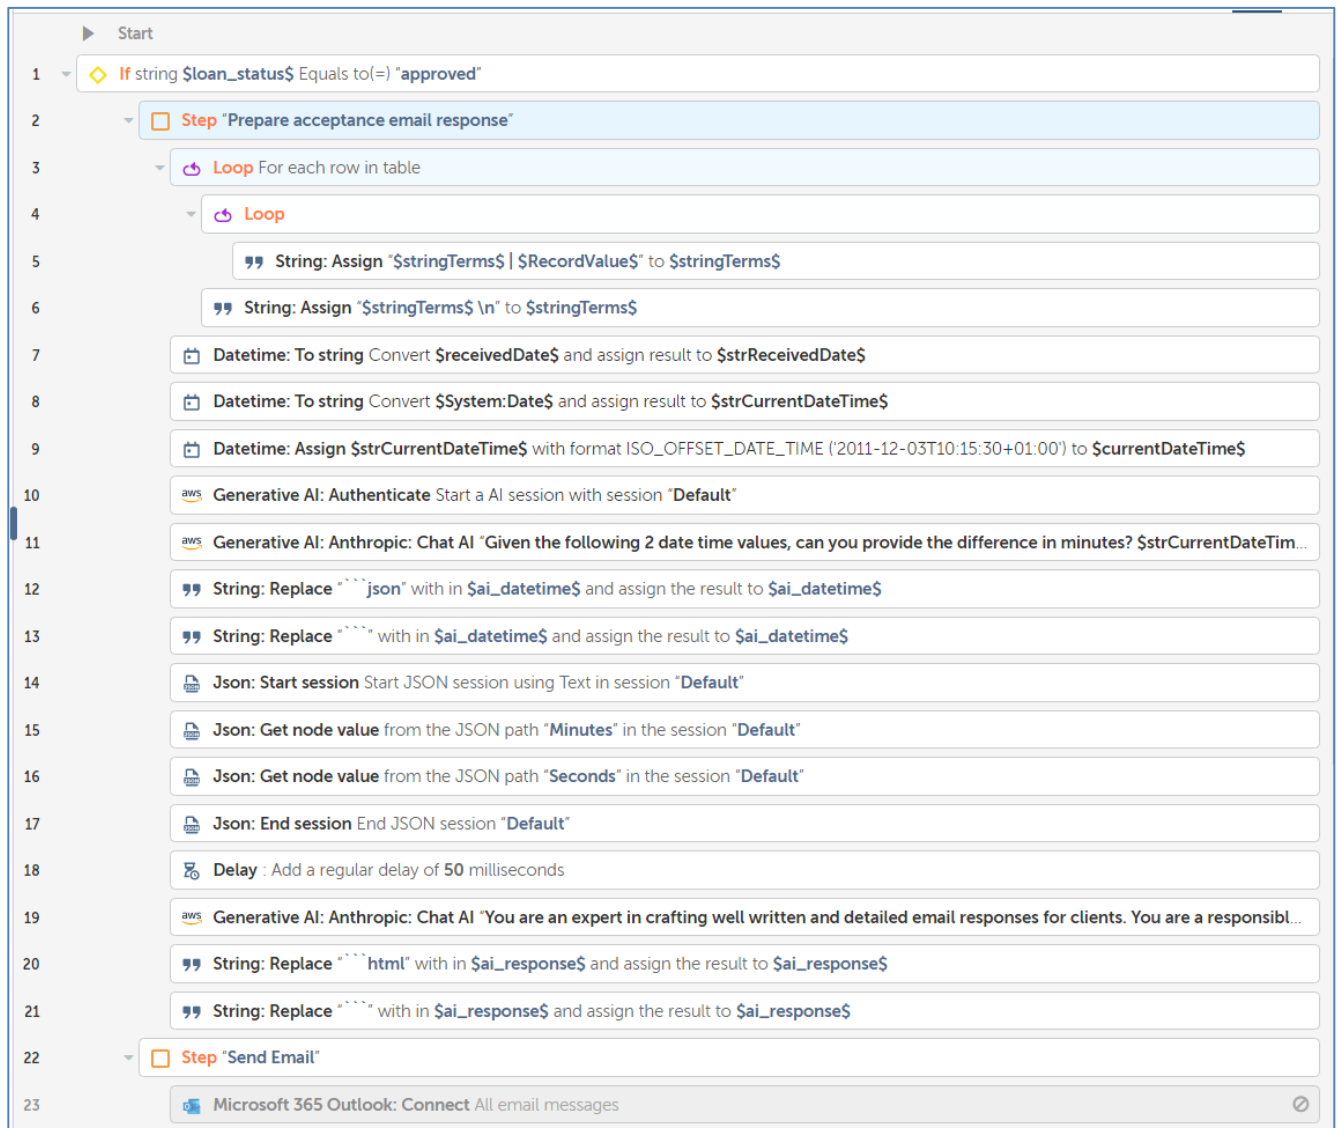 Start
1 If string $loan_status$ Equals to(=) "approved"
2 Step "Prepare acceptance email response"
3 Loop For each row in table
4 Loop
5 String: Assign "$stringTerms$ | $RecordValue$" to $stringTerms$
6 String: Assign "$stringTerms$ \n" to $stringTerms$
7 Datetime: To string Convert $receivedDate$ and assign result to $strReceivedDate$
8 Datetime: To string Convert $System:Date$ and assign result to $strCurrentDateTime$
9 Datetime: Assign $strCurrentDateTime$ with format ISO_OFFSET_DATE_TIME ('2011-12-03T10:15:30+01:00') to $currentDateTime$
10 aws Generative AI: Authenticate Start a AI session with session "Default"
11 aws Generative AI: Anthropic: Chat AI "Given the following 2 date time values, can you provide the difference in minutes? $strCurrentDateTim...
12 String: Replace "```json" with in $ai_datetime$ and assign the result to $ai_datetime$
13 String: Replace "```" with in $ai_datetime$ and assign the result to $ai_datetime$
14 Json: Start session Start JSON session using Text in session "Default"
15 Json: Get node value from the JSON path "Minutes" in the session "Default"
16 Json: Get node value from the JSON path "Seconds" in the session "Default"
17 Json: End session End JSON session "Default"
18 Delay : Add a regular delay of 50 milliseconds
19 aws Generative AI: Anthropic: Chat AI "You are an expert in crafting well written and detailed email responses for clients. You are a responsibl...
20 String: Replace "```html" with in $ai_response$ and assign the result to $ai_response$
21 String: Replace "```" with in $ai_response$ and assign the result to $ai_response$
22 Step "Send Email"
23 Microsoft 365 Outlook: Connect All email messages